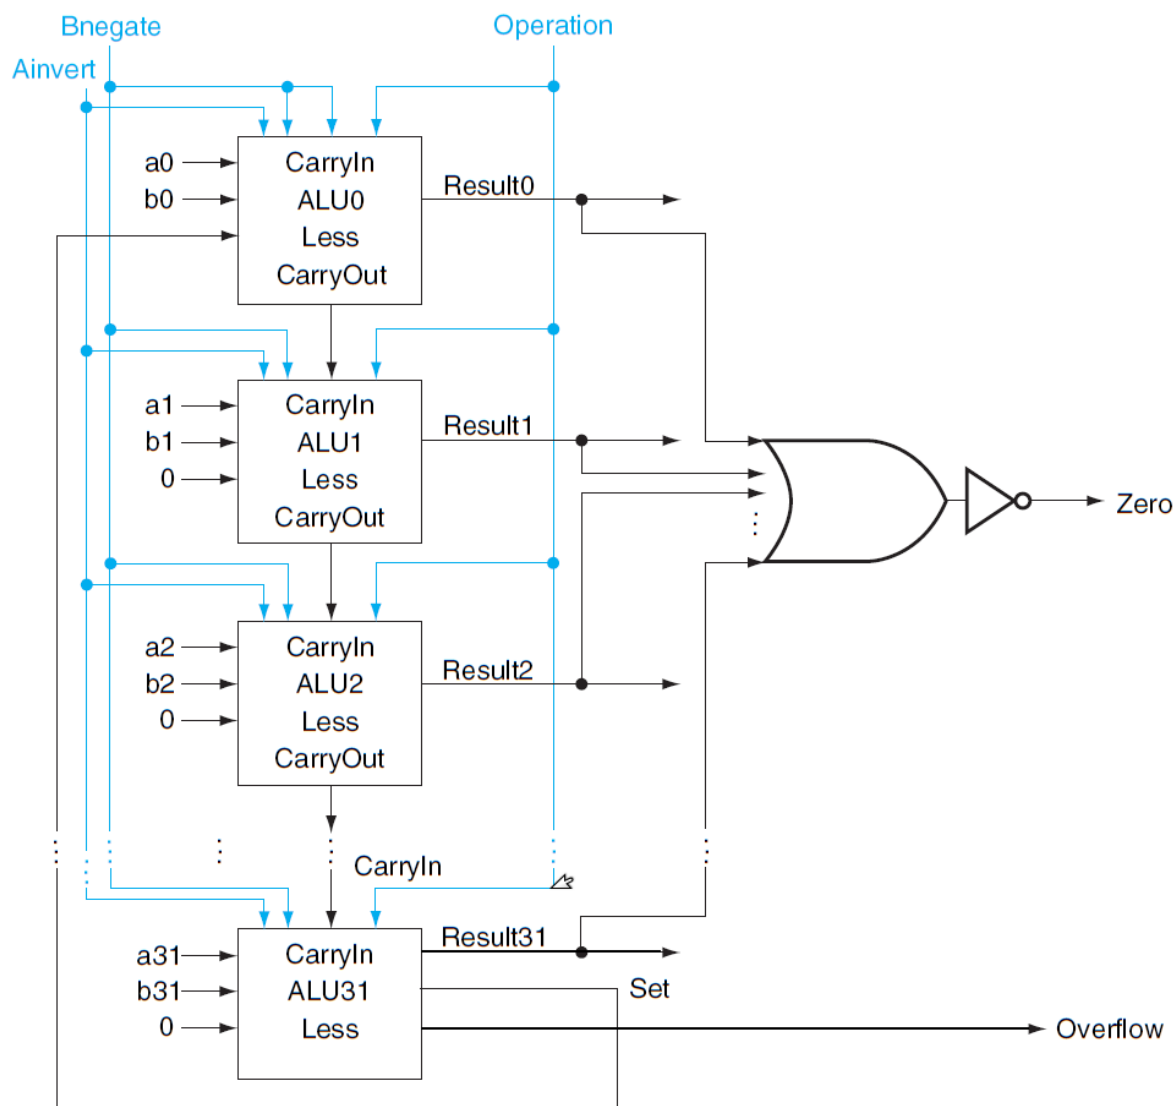 Bnegate
Operation
Ainvert
a0
CarryIn
Result0
b0
ALU0
Less
CarryOut
a1
CarryIn
Result1
b1
ALU1
0
Less
CarryOut
Zero
a2
CarryIn
Result2
b2
ALU2
0
Less
CarryOut
CarryIn
a31
CarryIn
Result31
b31
ALU31
Set
0
Less
Overflow